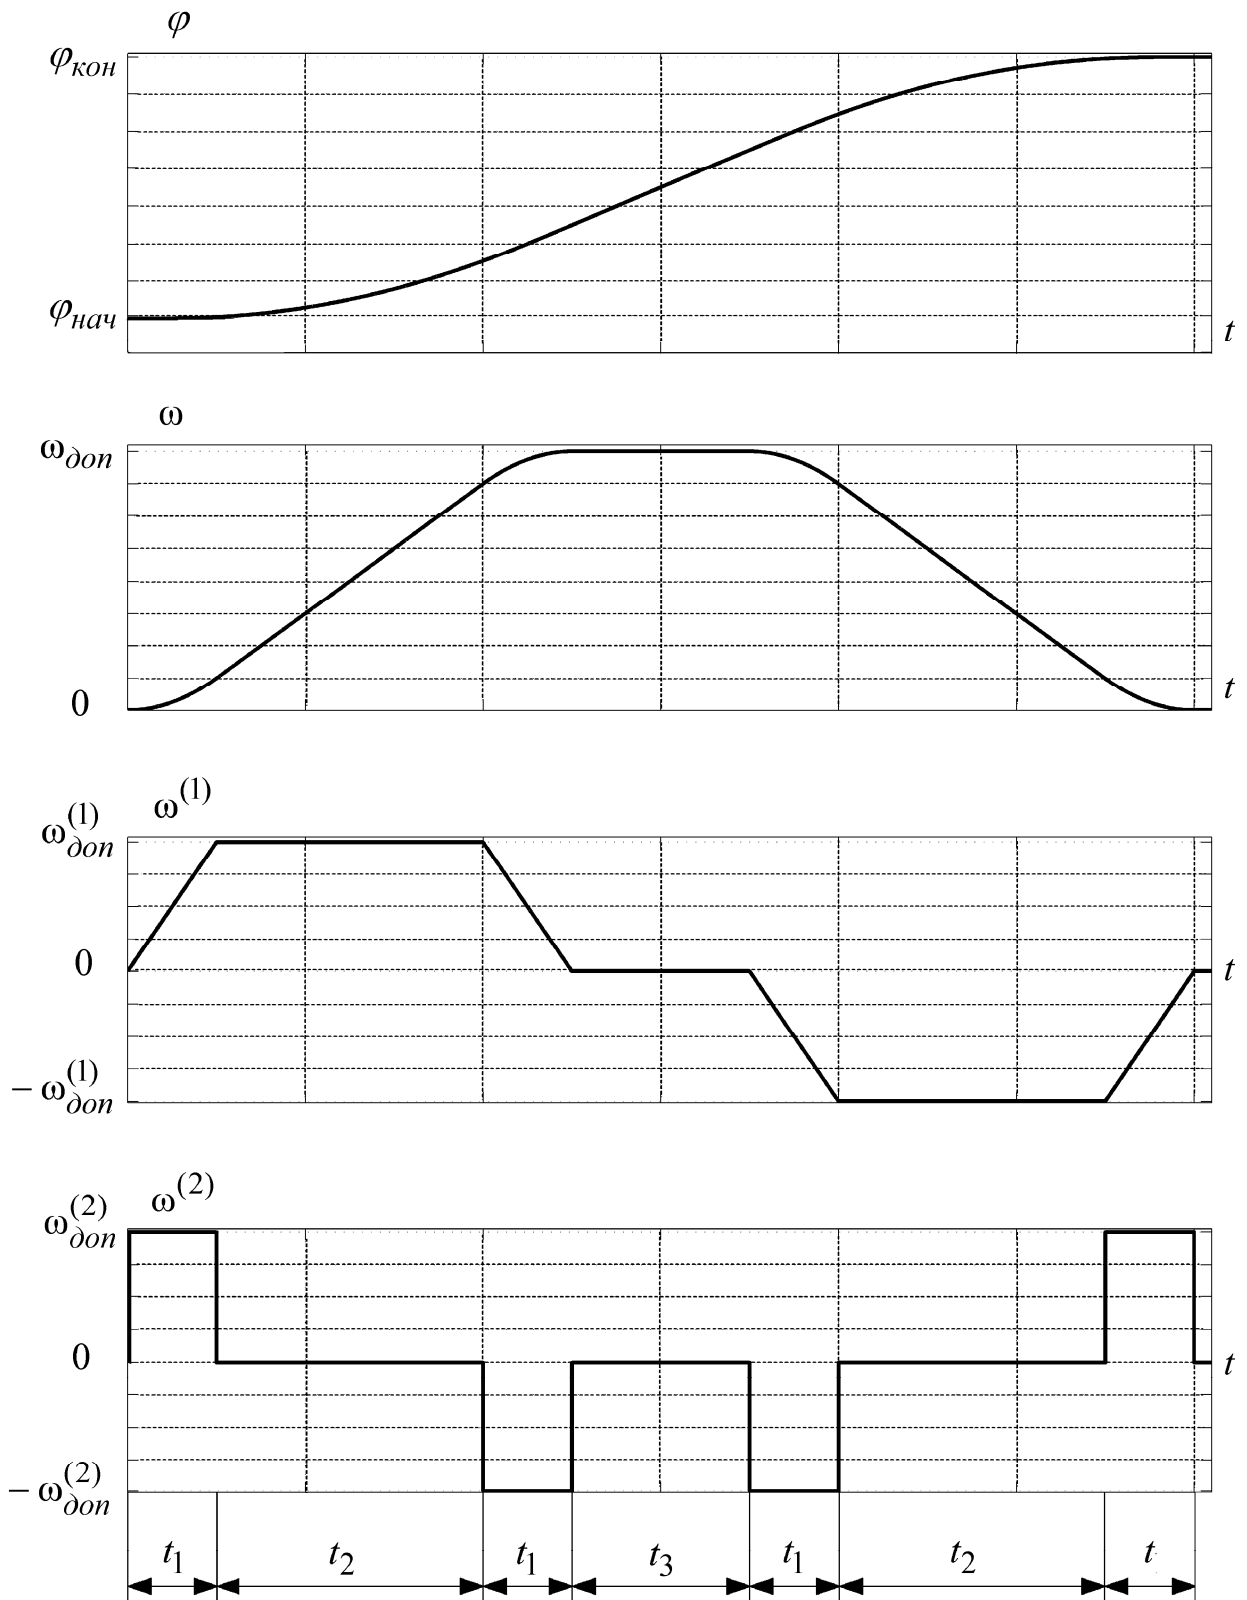 φ
φкон
φнач
t
ω
ωдоп
0
t
ω(1)
ω(1)доп
0
t
−ω(1)доп
ω(2)
ω(2)доп
0
t
−ω(2)доп
t1 t2 t1 t3 t1 t2 t